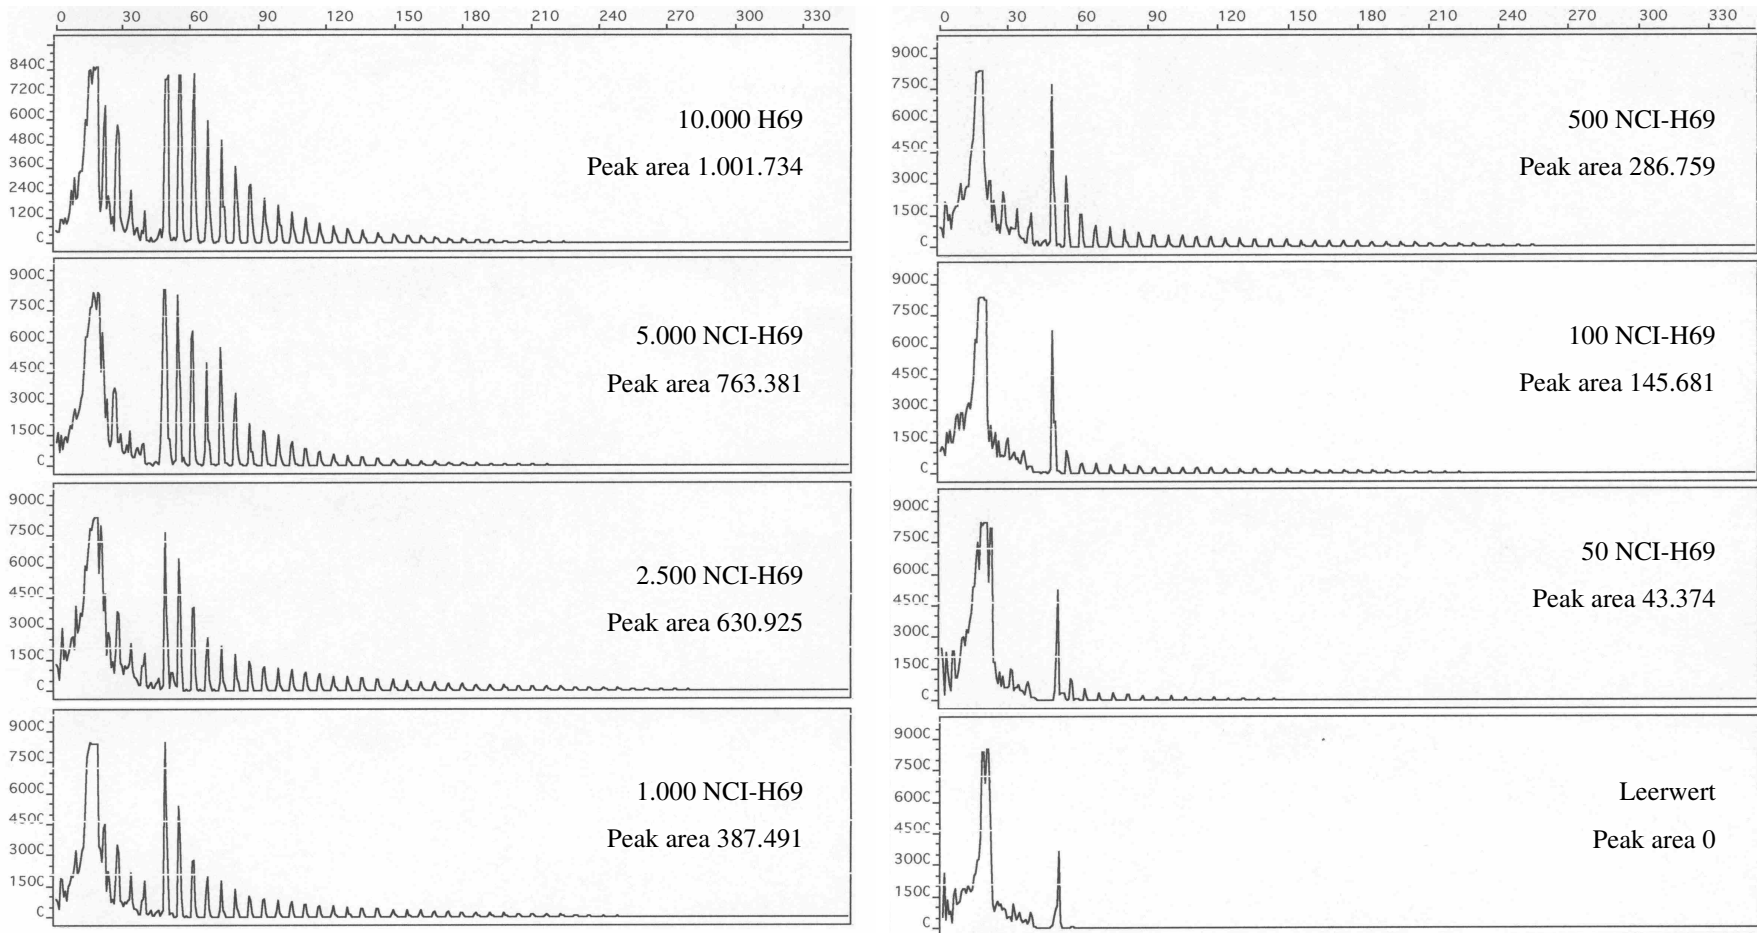 0 30 60 90 120 150 180 210 240 270 300 330
840C
720C
600C
480C
360C
240C
120C
C
10.000 H69
Peak area 1.001.734
900C
750C
600C
450C
300C
150C
C
5.000 NCI-H69
Peak area 763.381
900C
750C
600C
450C
300C
150C
C
2.500 NCI-H69
Peak area 630.925
900C
750C
600C
450C
300C
150C
C
1.000 NCI-H69
Peak area 387.491
0 30 60 90 120 150 180 210 240 270 300 330
900C
750C
600C
450C
300C
150C
C
500 NCI-H69
Peak area 286.759
900C
750C
600C
450C
300C
150C
C
100 NCI-H69
Peak area 145.681
900C
750C
600C
450C
300C
150C
C
50 NCI-H69
Peak area 43.374
900C
750C
600C
450C
300C
150C
C
Leerwert
Peak area 0